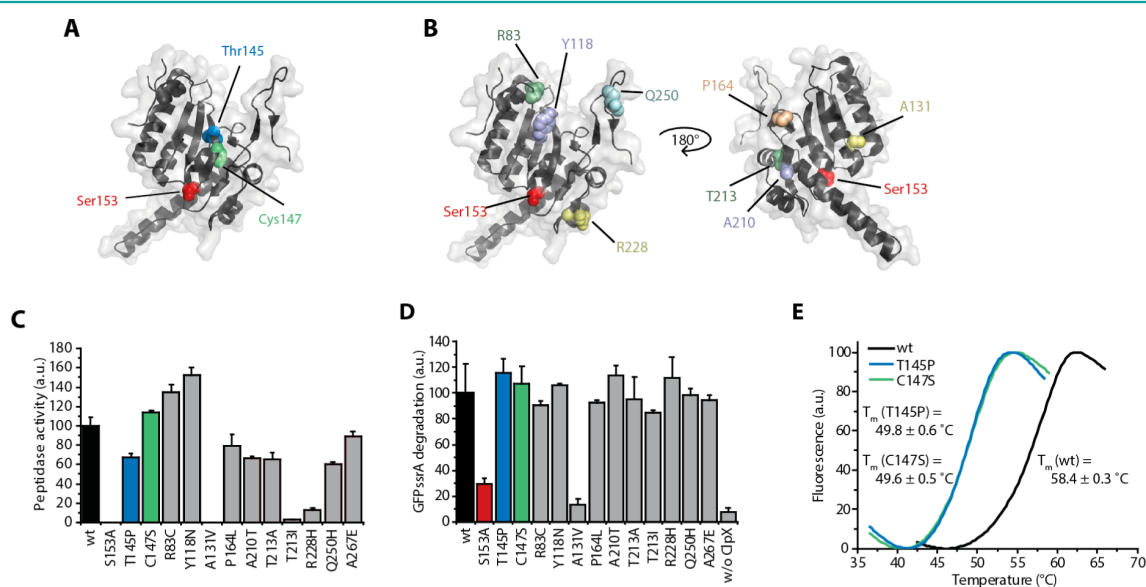 A
Thr145
Ser153
Cys147
B
R83
Y118
Q250
Ser153
R228
180°
P164
A131
T213
A210
Ser153
C
Peptidase activity (a.u.)
180
160
140
120
100
80
60
40
20
0
wt
S153A
T145P
C147S
R83C
Y118N
A131V
P164L
A210T
T213A
T213I
R228H
Q250H
A267E
D
GFPssrA degradation (a.u.)
140
120
100
80
60
40
20
0
wt
S153A
T145P
C147S
R83C
Y118N
A131V
P164L
A210T
T213A
T213I
R228H
Q250H
A267E
w/o ClpX
E
Fluorescence (a.u.)
100
80
60
40
20
0
wt
T145P
C147S
Tm (T145P) =
49.8 ± 0.6 ˚C
Tm (C147S) =
49.6 ± 0.5 ˚C
Tm (wt) =
58.4 ± 0.3 ˚C
35 40 45 50 55 60 65 70
Temperature (°C)